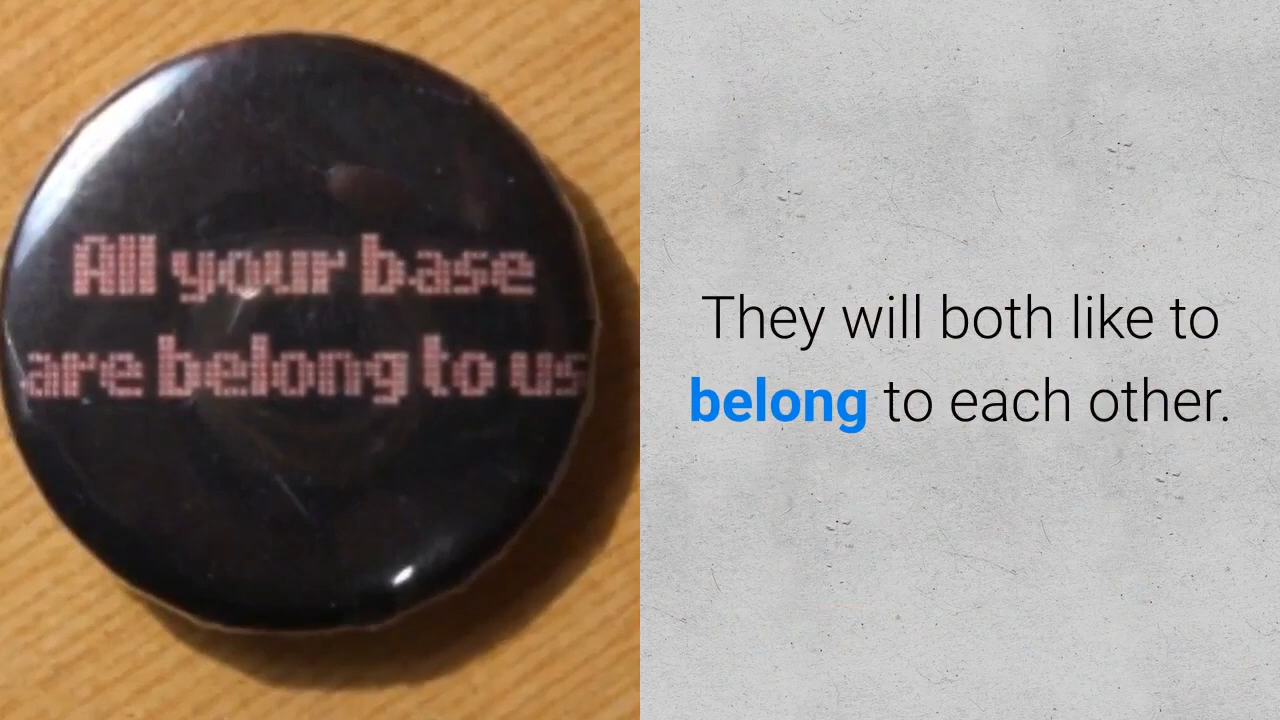 All your base
are belong to us
They will both like to
belong to each other.